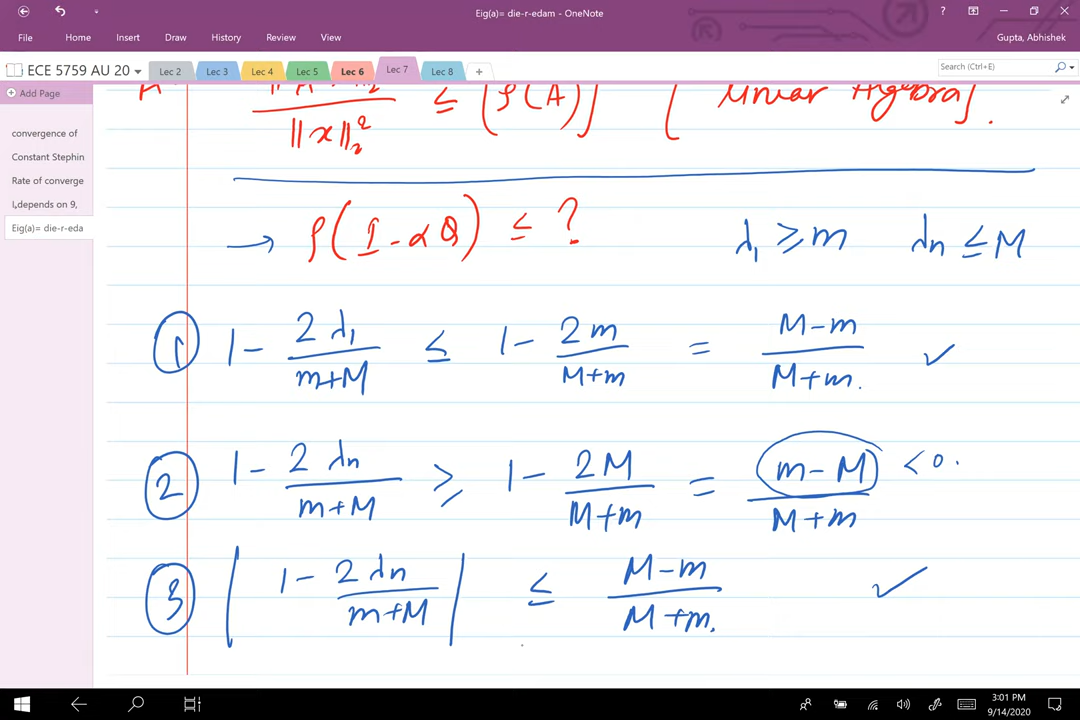 Eig(a)= die-r-edam - OneNote
?
File Home Insert Draw History Review View
Gupta, Abhishek
ECE 5759 AU 20
Lec 2 Lec 3 Lec 4 Lec 5 Lec 6 Lec 7 Lec 8 +
Search (Ctrl+E)
Add Page
convergence of
Constant Stephin
Rate of converge
I,depends on 9,
Eig(a)= die-r-eda
/ ‖x‖₂² ≤ [ρ(A)] [Linear Algebra].
→ ρ(I - αQ) ≤ ? λ₁ ≥ m λn ≤ M
① 1 - 2λ₁/(m+M) ≤ 1 - 2m/(M+m) = (M-m)/(M+m). ✓
② 1 - 2λn/(m+M) ≥ 1 - 2M/(M+m) = (m-M)/(M+m) < 0.
③ | 1 - 2λn/(m+M) | ≤ (M-m)/(M+m). ✓
3:01 PM
9/14/2020